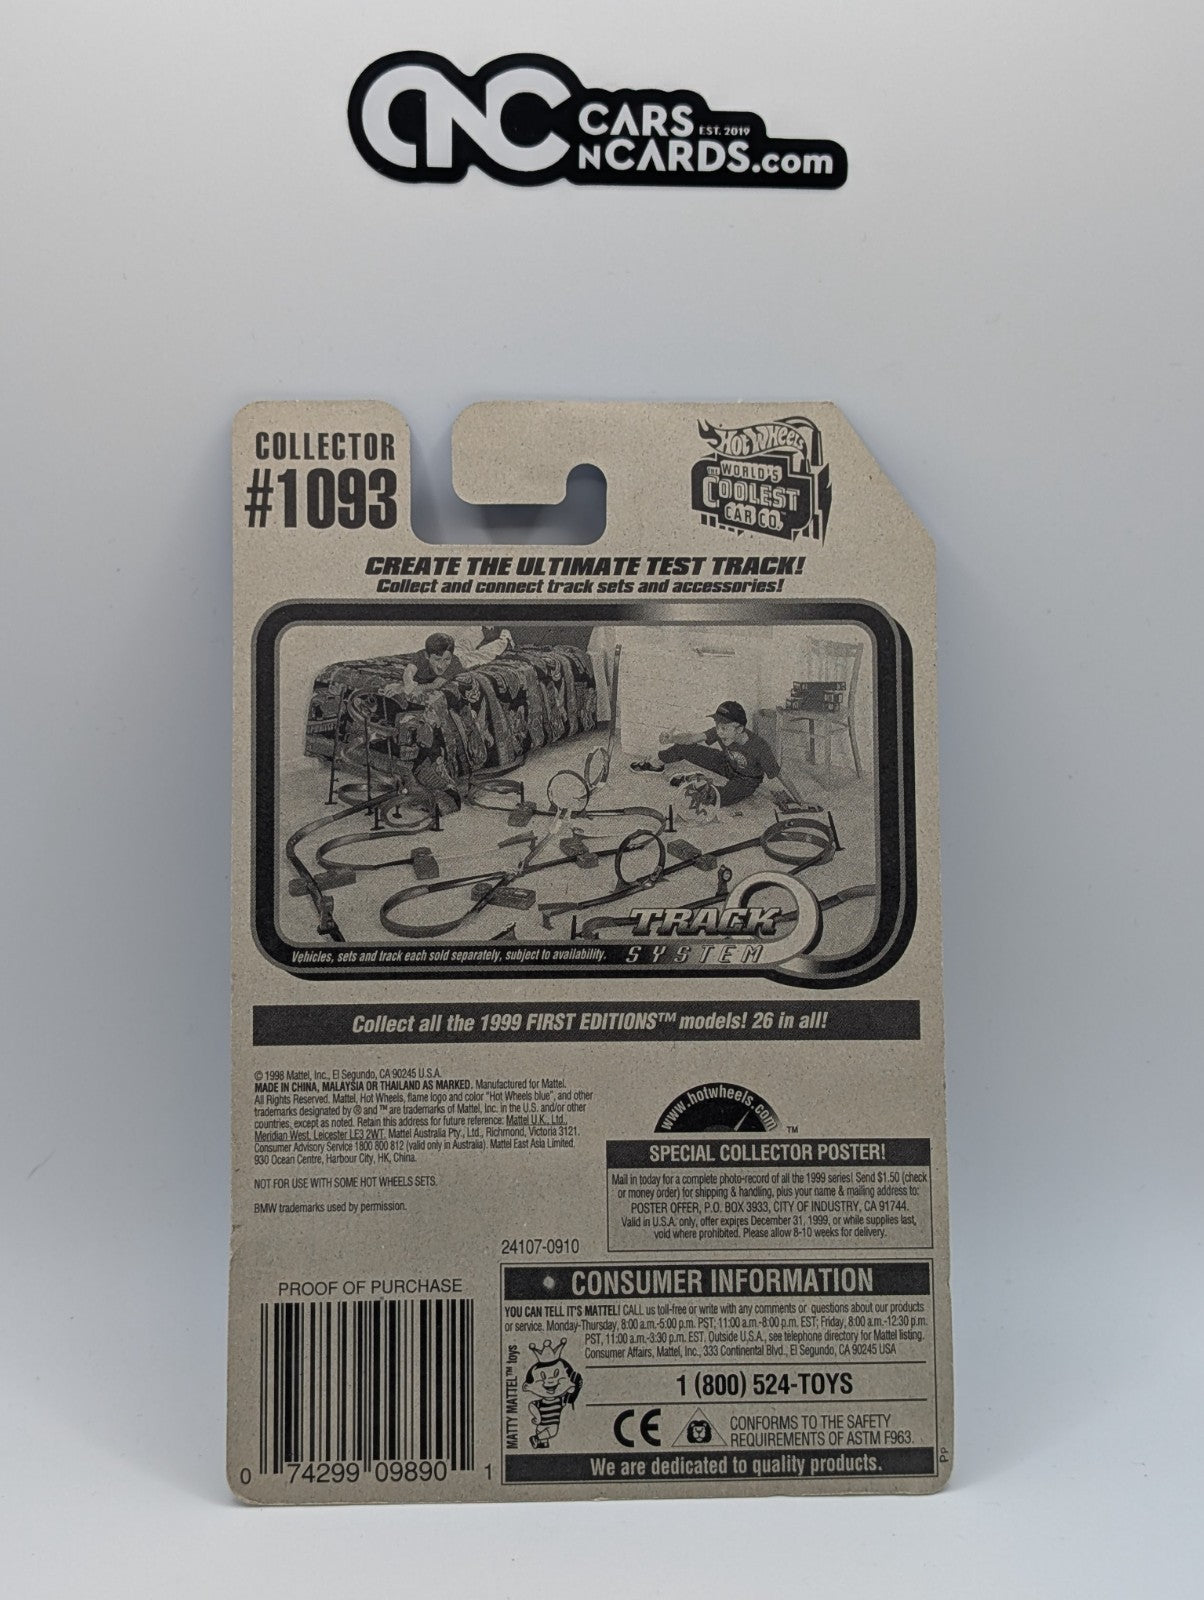 CNC CARS EST. 2019
NCARDS.com
COLLECTOR
#1093
HOT WHEELS
THE WORLD'S
COOLEST
CAR CO.™
CREATE THE ULTIMATE TEST TRACK!
Collect and connect track sets and accessories!
TRACK
SYSTEM
Vehicles, sets and track each sold separately, subject to availability.
Collect all the 1999 FIRST EDITIONS™ models! 26 in all!
© 1998 Mattel, Inc., El Segundo, CA 90245 U.S.A.
MADE IN CHINA, MALAYSIA OR THAILAND AS MARKED. Manufactured for Mattel.
All Rights Reserved. Mattel, Hot Wheels, flame logo and color "Hot Wheels blue", and other
trademarks designated by ® and ™ are trademarks of Mattel, Inc. in the U.S. and/or other
countries, except as noted. Retain this address for future reference: Mattel U.K., Ltd.,
Meridian West, Leicester LE3 2WT. Mattel Australia Pty., Ltd., Richmond, Victoria 3121.
Consumer Advisory Service 1800 800 812 (valid only in Australia). Mattel East Asia Limited,
930 Ocean Centre, Harbour City, HK, China.
NOT FOR USE WITH SOME HOT WHEELS SETS.
BMW trademarks used by permission.
www.hotwheels.com
™
SPECIAL COLLECTOR POSTER!
Mail in today for a complete photo-record of all the 1999 series! Send $1.50 (check
or money order) for shipping & handling, plus your name & mailing address to:
POSTER OFFER, P.O. BOX 3933, CITY OF INDUSTRY, CA 91744.
Valid in U.S.A. only, offer expires December 31, 1999, or while supplies last,
void where prohibited. Please allow 8-10 weeks for delivery.
24107-0910
PROOF OF PURCHASE
0 74299 09890 1
CONSUMER INFORMATION
YOU CAN TELL IT'S MATTEL! CALL us toll-free or write with any comments or questions about our products
or service. Monday-Thursday, 8:00 a.m.-5:00 p.m. PST; 11:00 a.m.-8:00 p.m. EST; Friday, 8:00 a.m.-12:30 p.m.
PST, 11:00 a.m.-3:30 p.m. EST. Outside U.S.A., see telephone directory for Mattel listing.
Consumer Affairs, Mattel, Inc., 333 Continental Blvd., El Segundo, CA 90245 USA
MATTY MATTEL™ toys
1 (800) 524-TOYS
CE
CONFORMS TO THE SAFETY
REQUIREMENTS OF ASTM F963.
We are dedicated to quality products.
PP